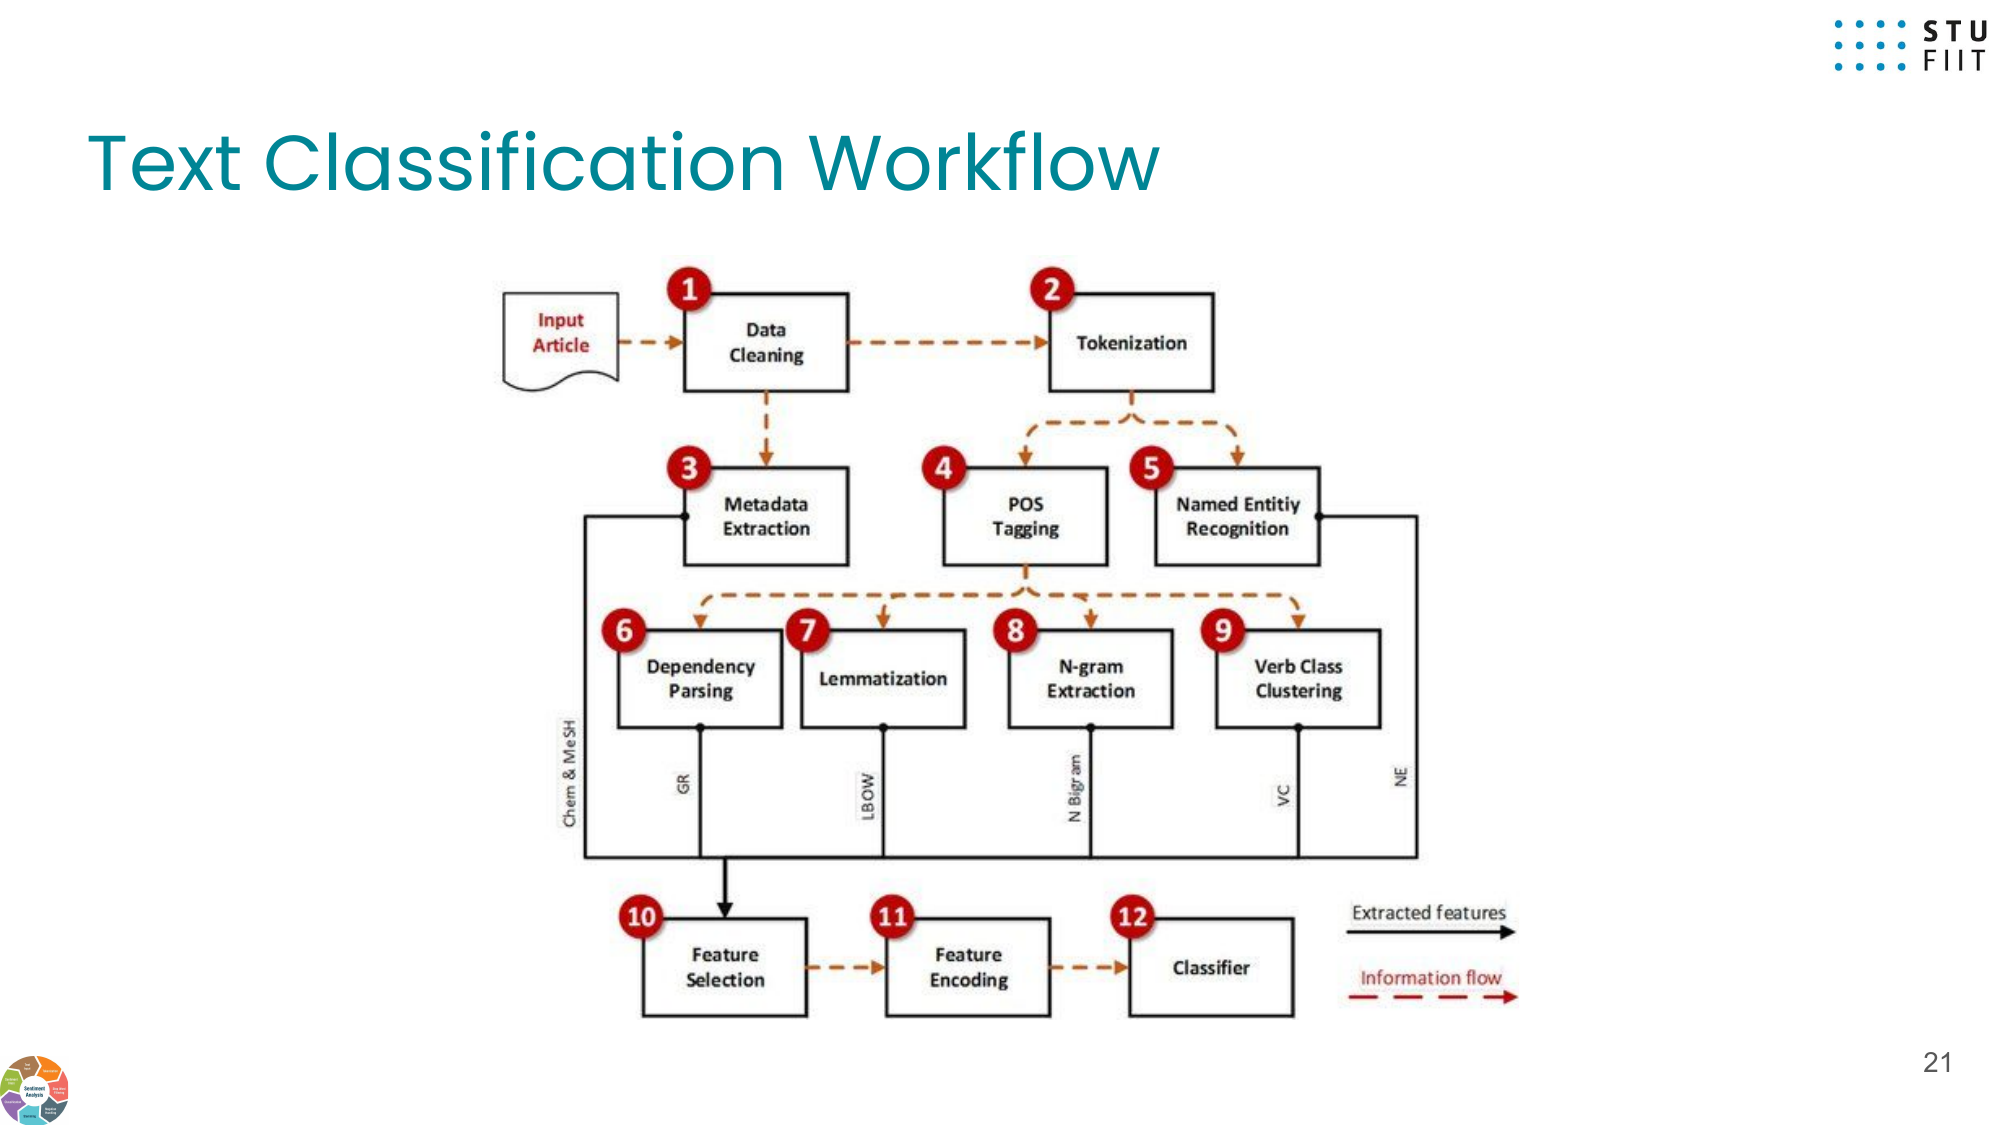 STU
FIIT
Text Classification Workflow
Input
Article
1
Data
Cleaning
2
Tokenization
3
Metadata
Extraction
4
POS
Tagging
5
Named Entitiy
Recognition
6
Dependency
Parsing
7
Lemmatization
8
N-gram
Extraction
9
Verb Class
Clustering
Chem & MeSH
GR
LBOW
N Bigram
VC
NE
10
Feature
Selection
11
Feature
Encoding
12
Classifier
Extracted features
Information flow
Sentiment
Analysis
21